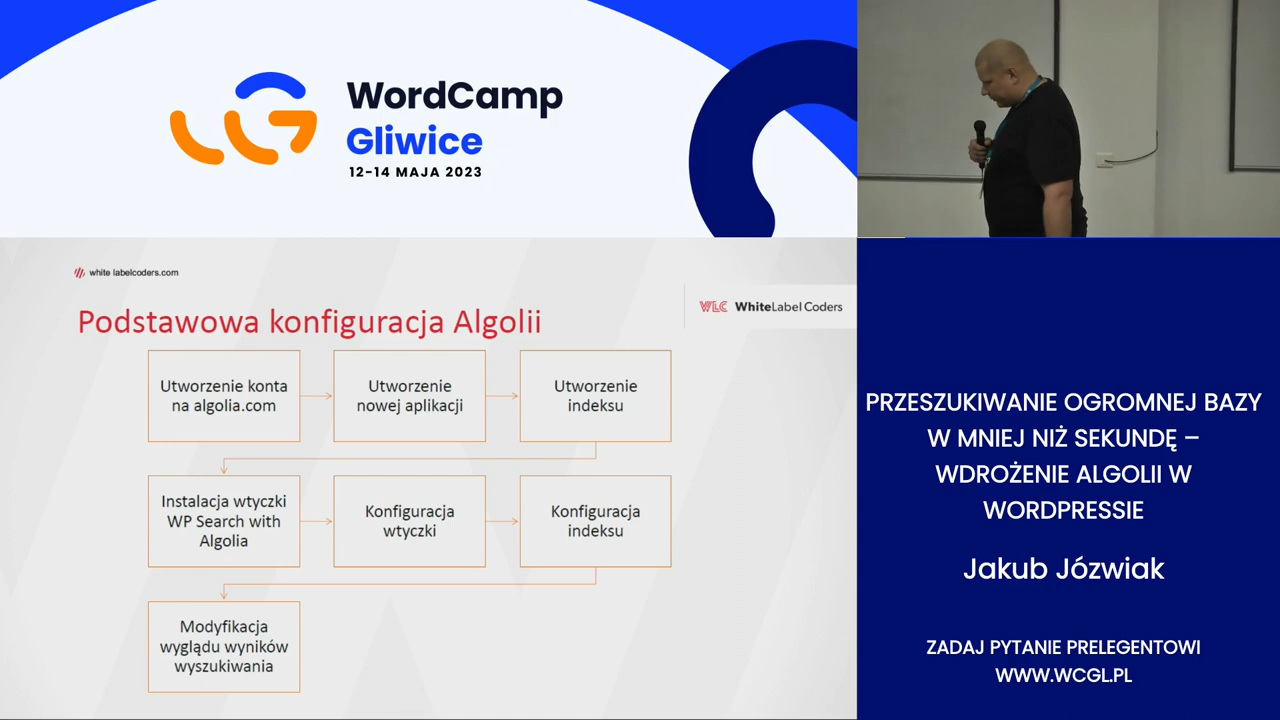 WordCamp
Gliwice
12-14 MAJA 2023
white labelcoders.com
WLC WhiteLabel Coders
Podstawowa konfiguracja Algolii
Utworzenie konta
na algolia.com
Utworzenie
nowej aplikacji
Utworzenie
indeksu
Instalacja wtyczki
WP Search with
Algolia
Konfiguracja
wtyczki
Konfiguracja
indeksu
Modyfikacja
wyglądu wyników
wyszukiwania
PRZESZUKIWANIE OGROMNEJ BAZY
W MNIEJ NIŻ SEKUNDĘ –
WDROŻENIE ALGOLII W
WORDPRESSIE
Jakub Józwiak
ZADAJ PYTANIE PRELEGENTOWI
WWW.WCGL.PL